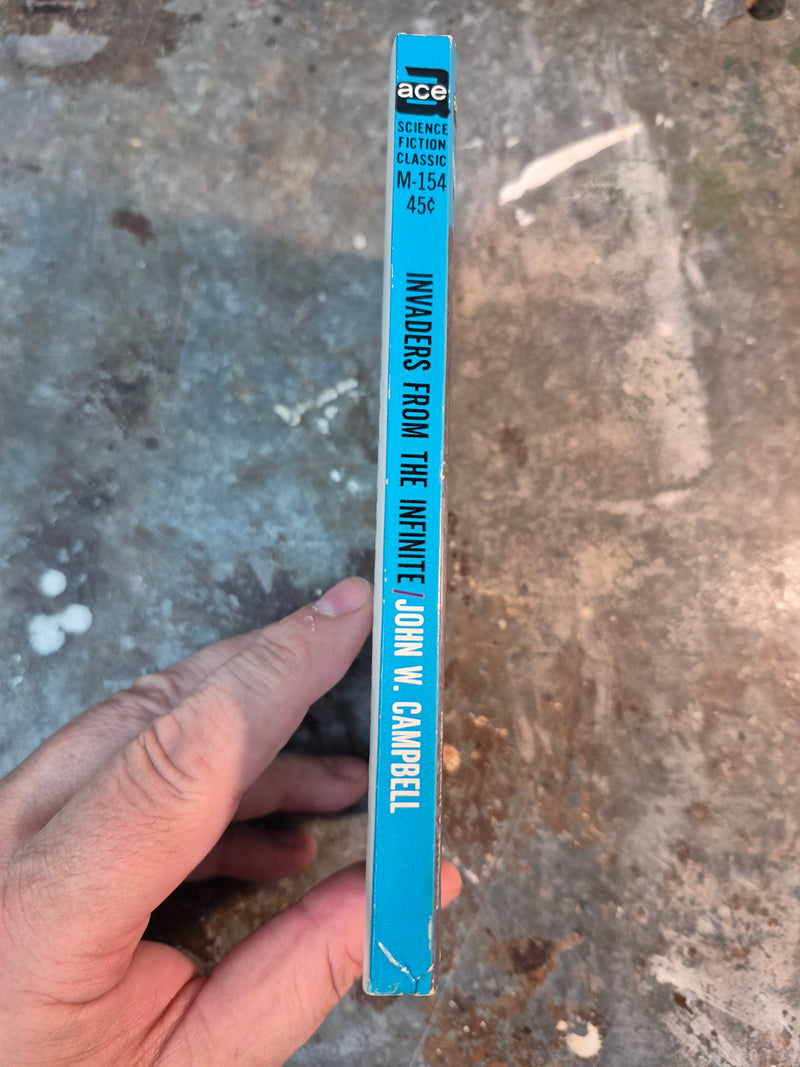 ace
SCIENCE
FICTION
CLASSIC
M-154
45¢
INVADERS FROM THE INFINITE/JOHN W. CAMPBELL